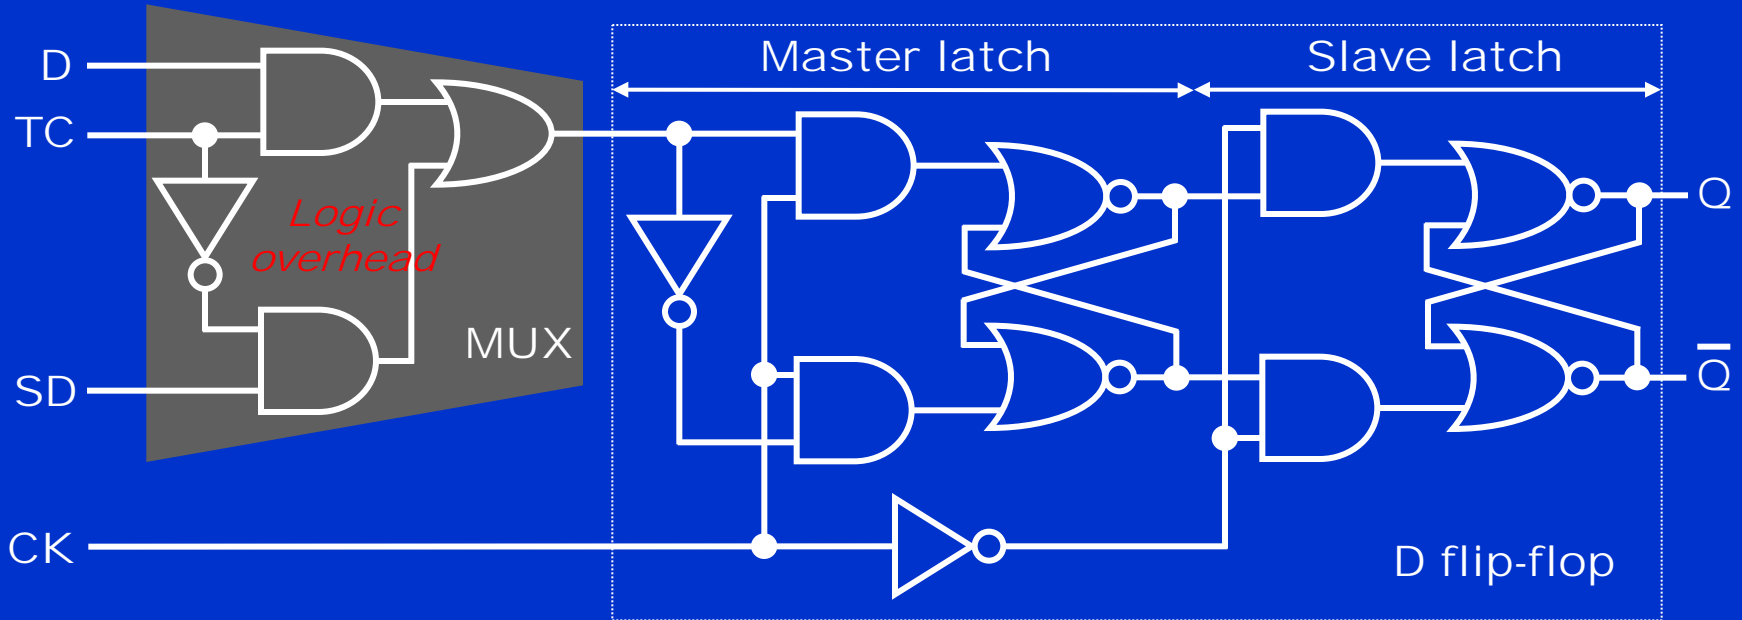 Master latch
Slave latch
D
TC
Logic
overhead
Q
MUX
SD
Q̅
CK
D flip-flop